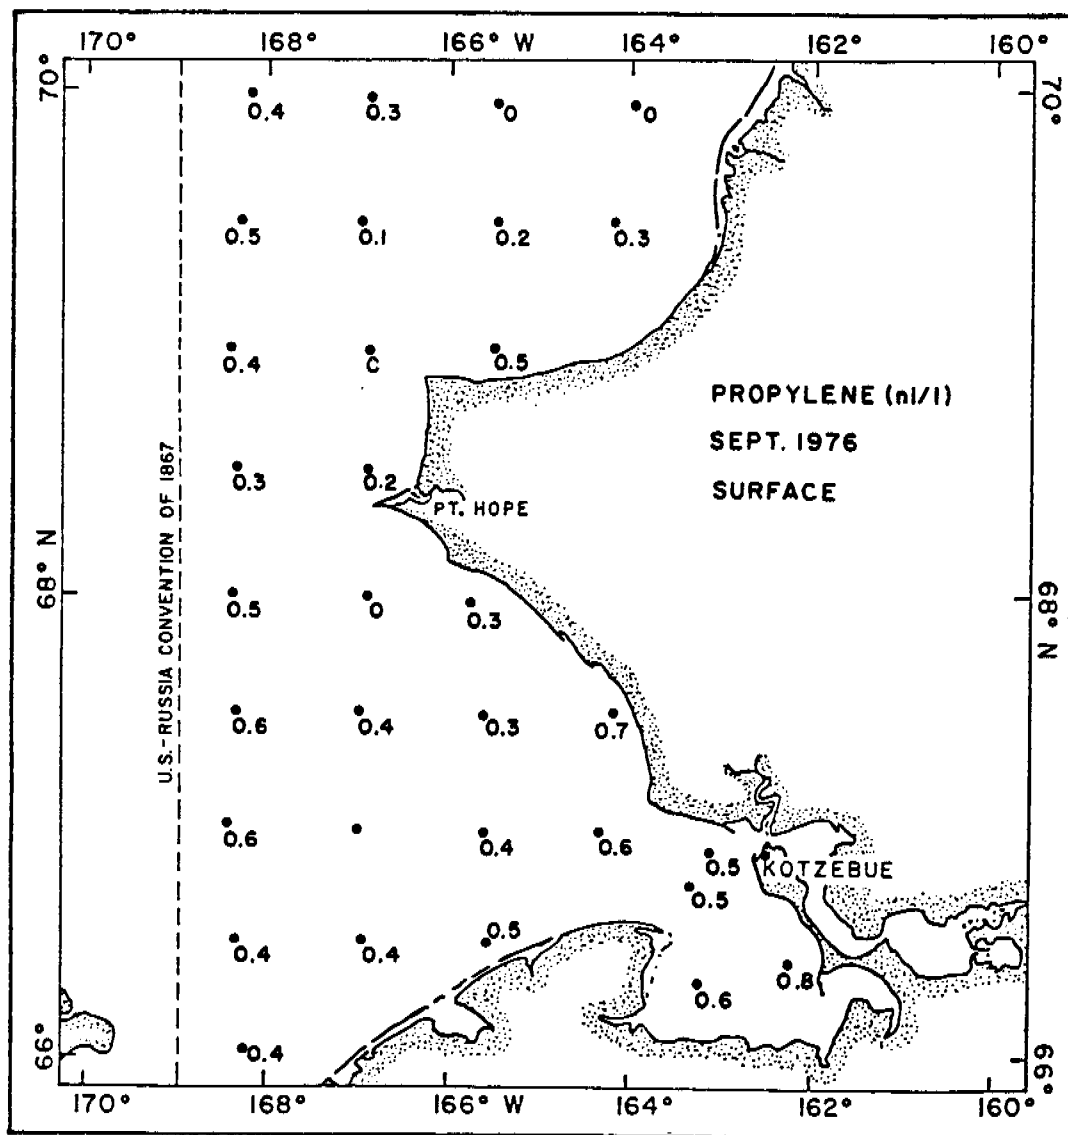 170° 168° 166° W 164° 162° 160°
70° 70°
0.4 0.3 0 0
0.5 0.1 0.2 0.3
0.4 C 0.5
PROPYLENE (nl/l)
SEPT. 1976
SURFACE
0.3 0.2
PT. HOPE
U.S.-RUSSIA CONVENTION OF 1867
68° N 68° N
0.5 0 0.3
0.6 0.4 0.3 0.7
0.6 0.4 0.6 0.5
KOTZEBUE
0.5
0.4 0.4 0.5
0.6 0.8
66° 66°
0.4
170° 168° 166° W 164° 162° 160°